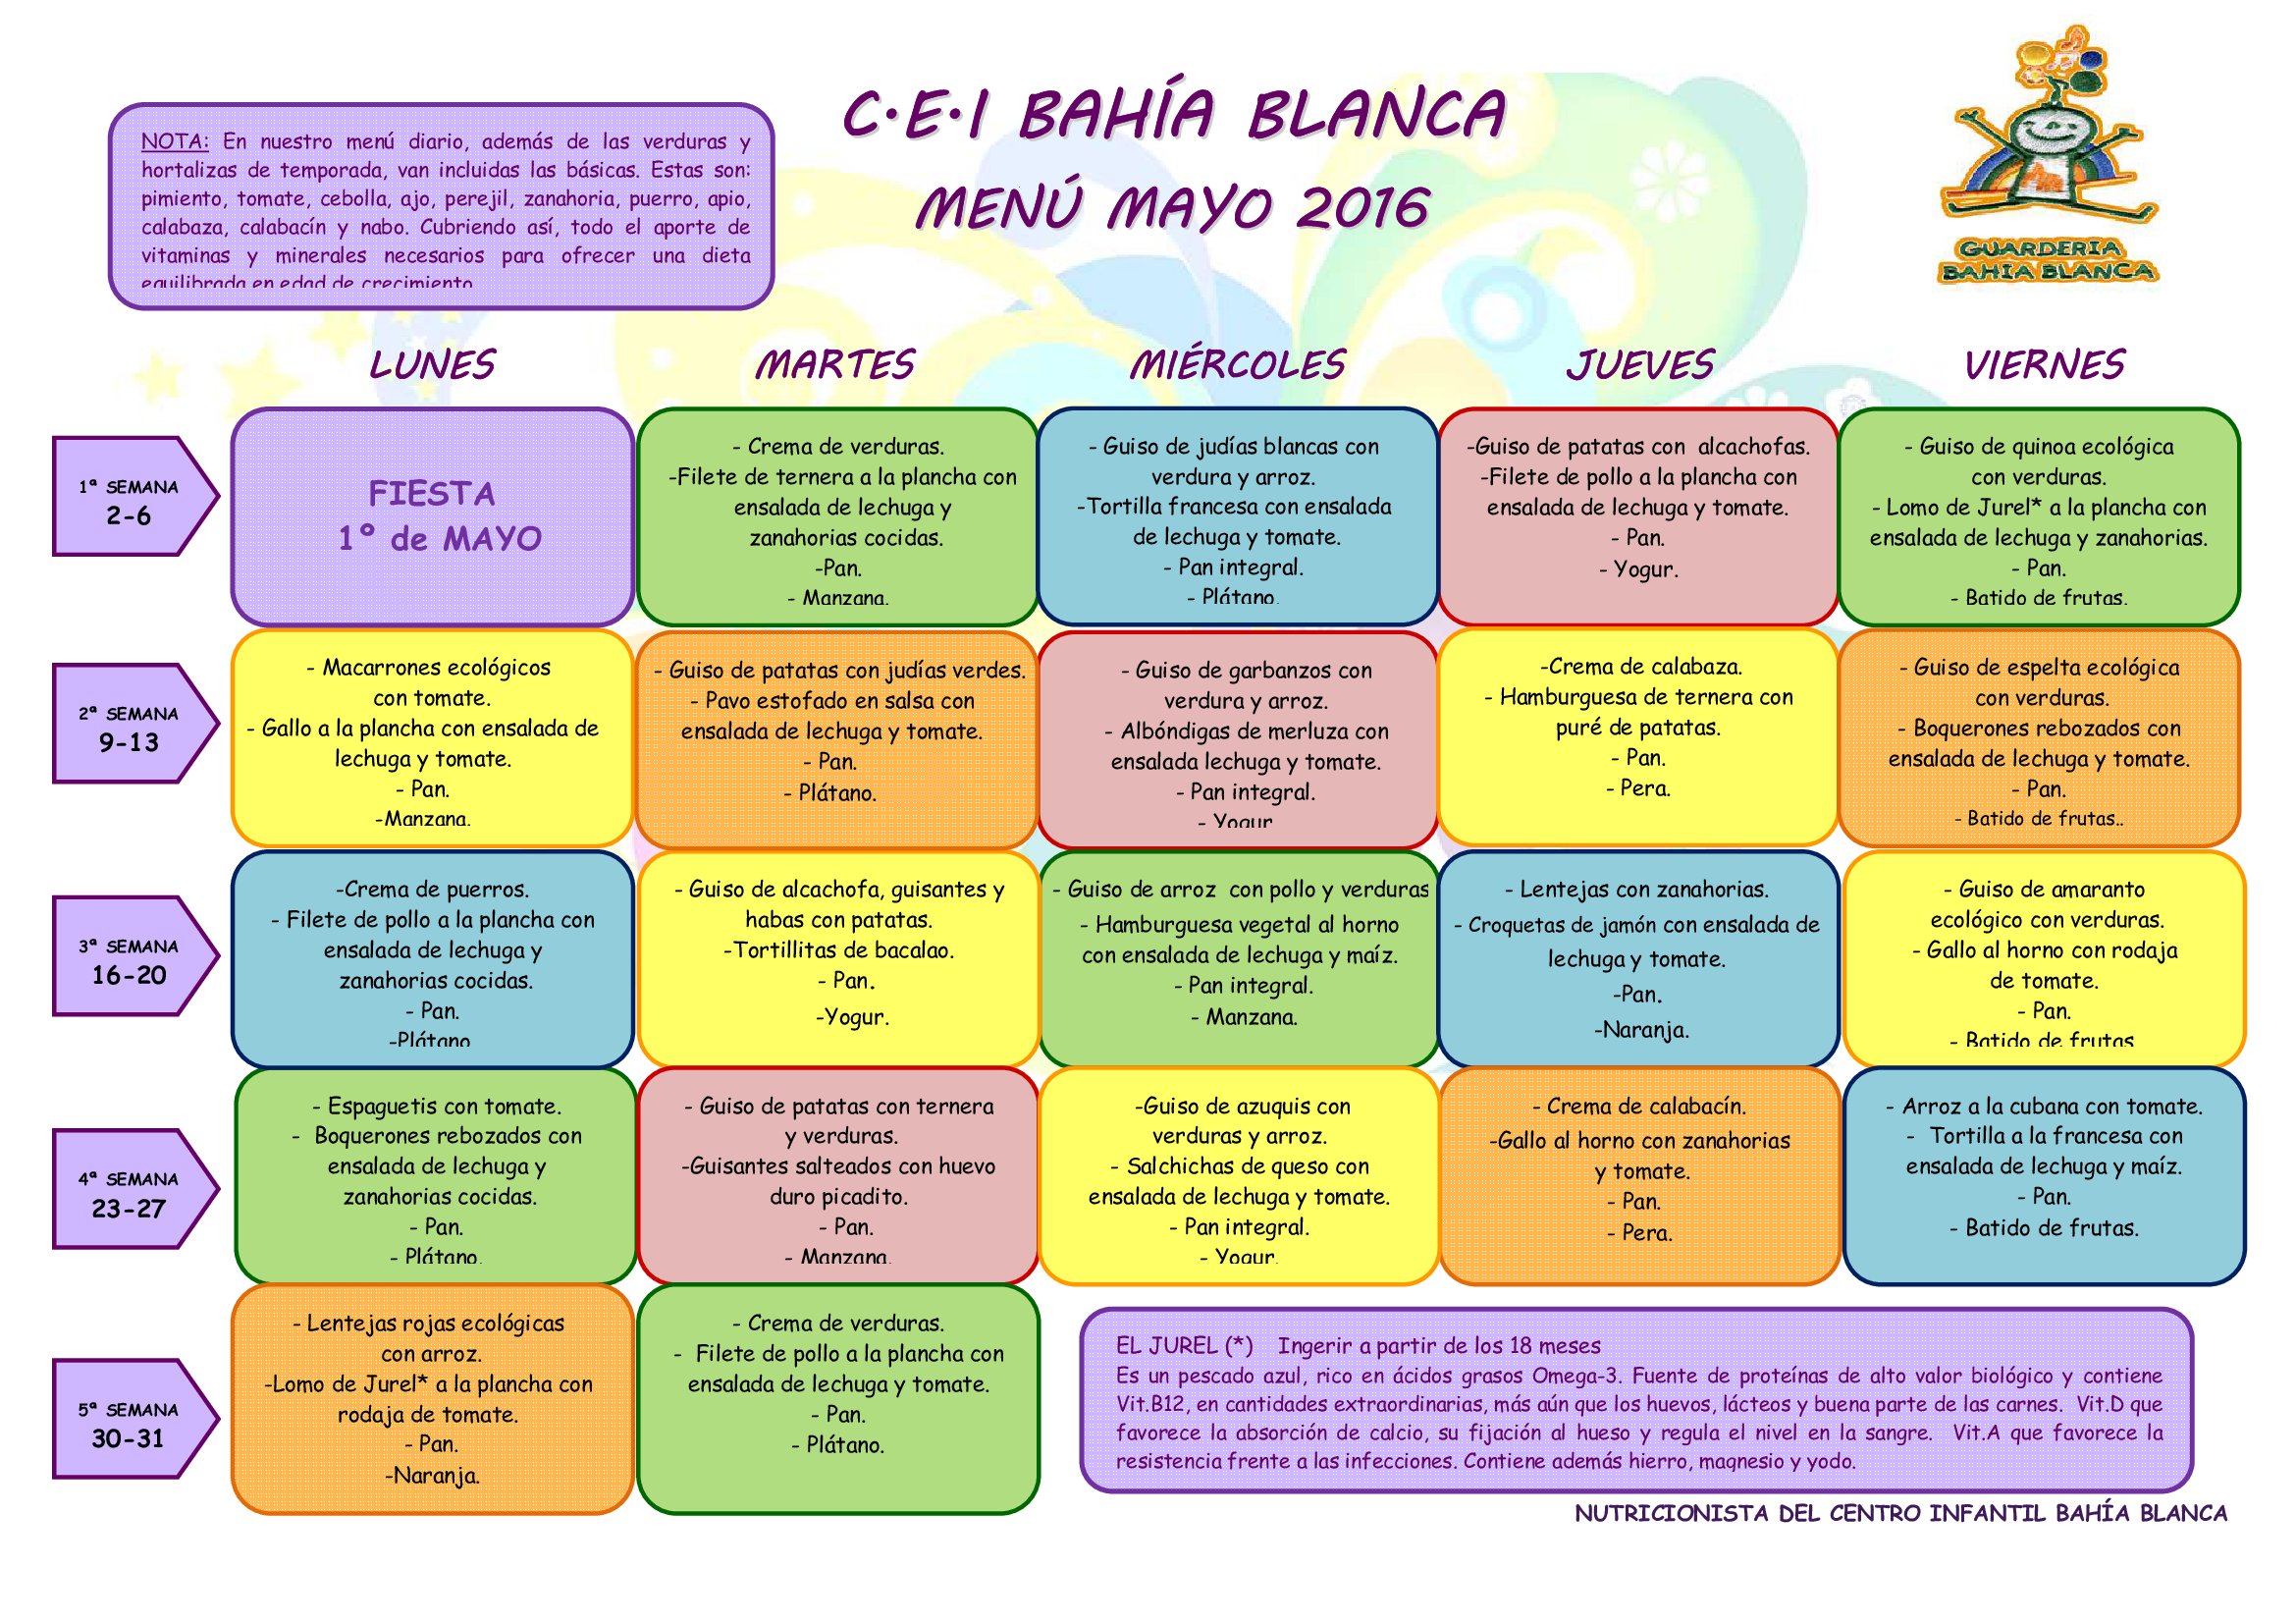 C·E·I BAHÍA BLANCA
MENÚ MAYO 2016
NOTA: En nuestro menú diario, además de las verduras y
hortalizas de temporada, van incluidas las básicas. Estas son:
pimiento, tomate, cebolla, ajo, perejil, zanahoria, puerro, apio,
calabaza, calabacín y nabo. Cubriendo así, todo el aporte de
vitaminas y minerales necesarios para ofrecer una dieta
equilibrada en edad de crecimiento
GUARDERIA
BAHIA BLANCA
LUNES
MARTES
MIÉRCOLES
JUEVES
VIERNES
1ª SEMANA
2-6
FIESTA
1º de MAYO
- Crema de verduras.
-Filete de ternera a la plancha con
ensalada de lechuga y
zanahorias cocidas.
-Pan.
- Manzana.
- Guiso de judías blancas con
verdura y arroz.
-Tortilla francesa con ensalada
de lechuga y tomate.
- Pan integral.
- Plátano.
-Guiso de patatas con alcachofas.
-Filete de pollo a la plancha con
ensalada de lechuga y tomate.
- Pan.
- Yogur.
- Guiso de quinoa ecológica
con verduras.
- Lomo de Jurel* a la plancha con
ensalada de lechuga y zanahorias.
- Pan.
- Batido de frutas.
2ª SEMANA
9-13
- Macarrones ecológicos
con tomate.
- Gallo a la plancha con ensalada de
lechuga y tomate.
- Pan.
-Manzana.
- Guiso de patatas con judías verdes.
- Pavo estofado en salsa con
ensalada de lechuga y tomate.
- Pan.
- Plátano.
- Guiso de garbanzos con
verdura y arroz.
- Albóndigas de merluza con
ensalada lechuga y tomate.
- Pan integral.
- Yogur
-Crema de calabaza.
- Hamburguesa de ternera con
puré de patatas.
- Pan.
- Pera.
- Guiso de espelta ecológica
con verduras.
- Boquerones rebozados con
ensalada de lechuga y tomate.
- Pan.
- Batido de frutas..
3ª SEMANA
16-20
-Crema de puerros.
- Filete de pollo a la plancha con
ensalada de lechuga y
zanahorias cocidas.
- Pan.
-Plátano
- Guiso de alcachofa, guisantes y
habas con patatas.
-Tortillitas de bacalao.
- Pan.
-Yogur.
- Guiso de arroz con pollo y verduras
- Hamburguesa vegetal al horno
con ensalada de lechuga y maíz.
- Pan integral.
- Manzana.
- Lentejas con zanahorias.
- Croquetas de jamón con ensalada de
lechuga y tomate.
-Pan.
-Naranja.
- Guiso de amaranto
ecológico con verduras.
- Gallo al horno con rodaja
de tomate.
- Pan.
- Batido de frutas
4ª SEMANA
23-27
- Espaguetis con tomate.
- Boquerones rebozados con
ensalada de lechuga y
zanahorias cocidas.
- Pan.
- Plátano.
- Guiso de patatas con ternera
y verduras.
-Guisantes salteados con huevo
duro picadito.
- Pan.
- Manzana.
-Guiso de azuquis con
verduras y arroz.
- Salchichas de queso con
ensalada de lechuga y tomate.
- Pan integral.
- Yogur.
- Crema de calabacín.
-Gallo al horno con zanahorias
y tomate.
- Pan.
- Pera.
- Arroz a la cubana con tomate.
- Tortilla a la francesa con
ensalada de lechuga y maíz.
- Pan.
- Batido de frutas.
5ª SEMANA
30-31
- Lentejas rojas ecológicas
con arroz.
-Lomo de Jurel* a la plancha con
rodaja de tomate.
- Pan.
-Naranja.
- Crema de verduras.
- Filete de pollo a la plancha con
ensalada de lechuga y tomate.
- Pan.
- Plátano.
EL JUREL (*) Ingerir a partir de los 18 meses
Es un pescado azul, rico en ácidos grasos Omega-3. Fuente de proteínas de alto valor biológico y contiene
Vit.B12, en cantidades extraordinarias, más aún que los huevos, lácteos y buena parte de las carnes. Vit.D que
favorece la absorción de calcio, su fijación al hueso y regula el nivel en la sangre. Vit.A que favorece la
resistencia frente a las infecciones. Contiene además hierro, magnesio y yodo.
NUTRICIONISTA DEL CENTRO INFANTIL BAHÍA BLANCA